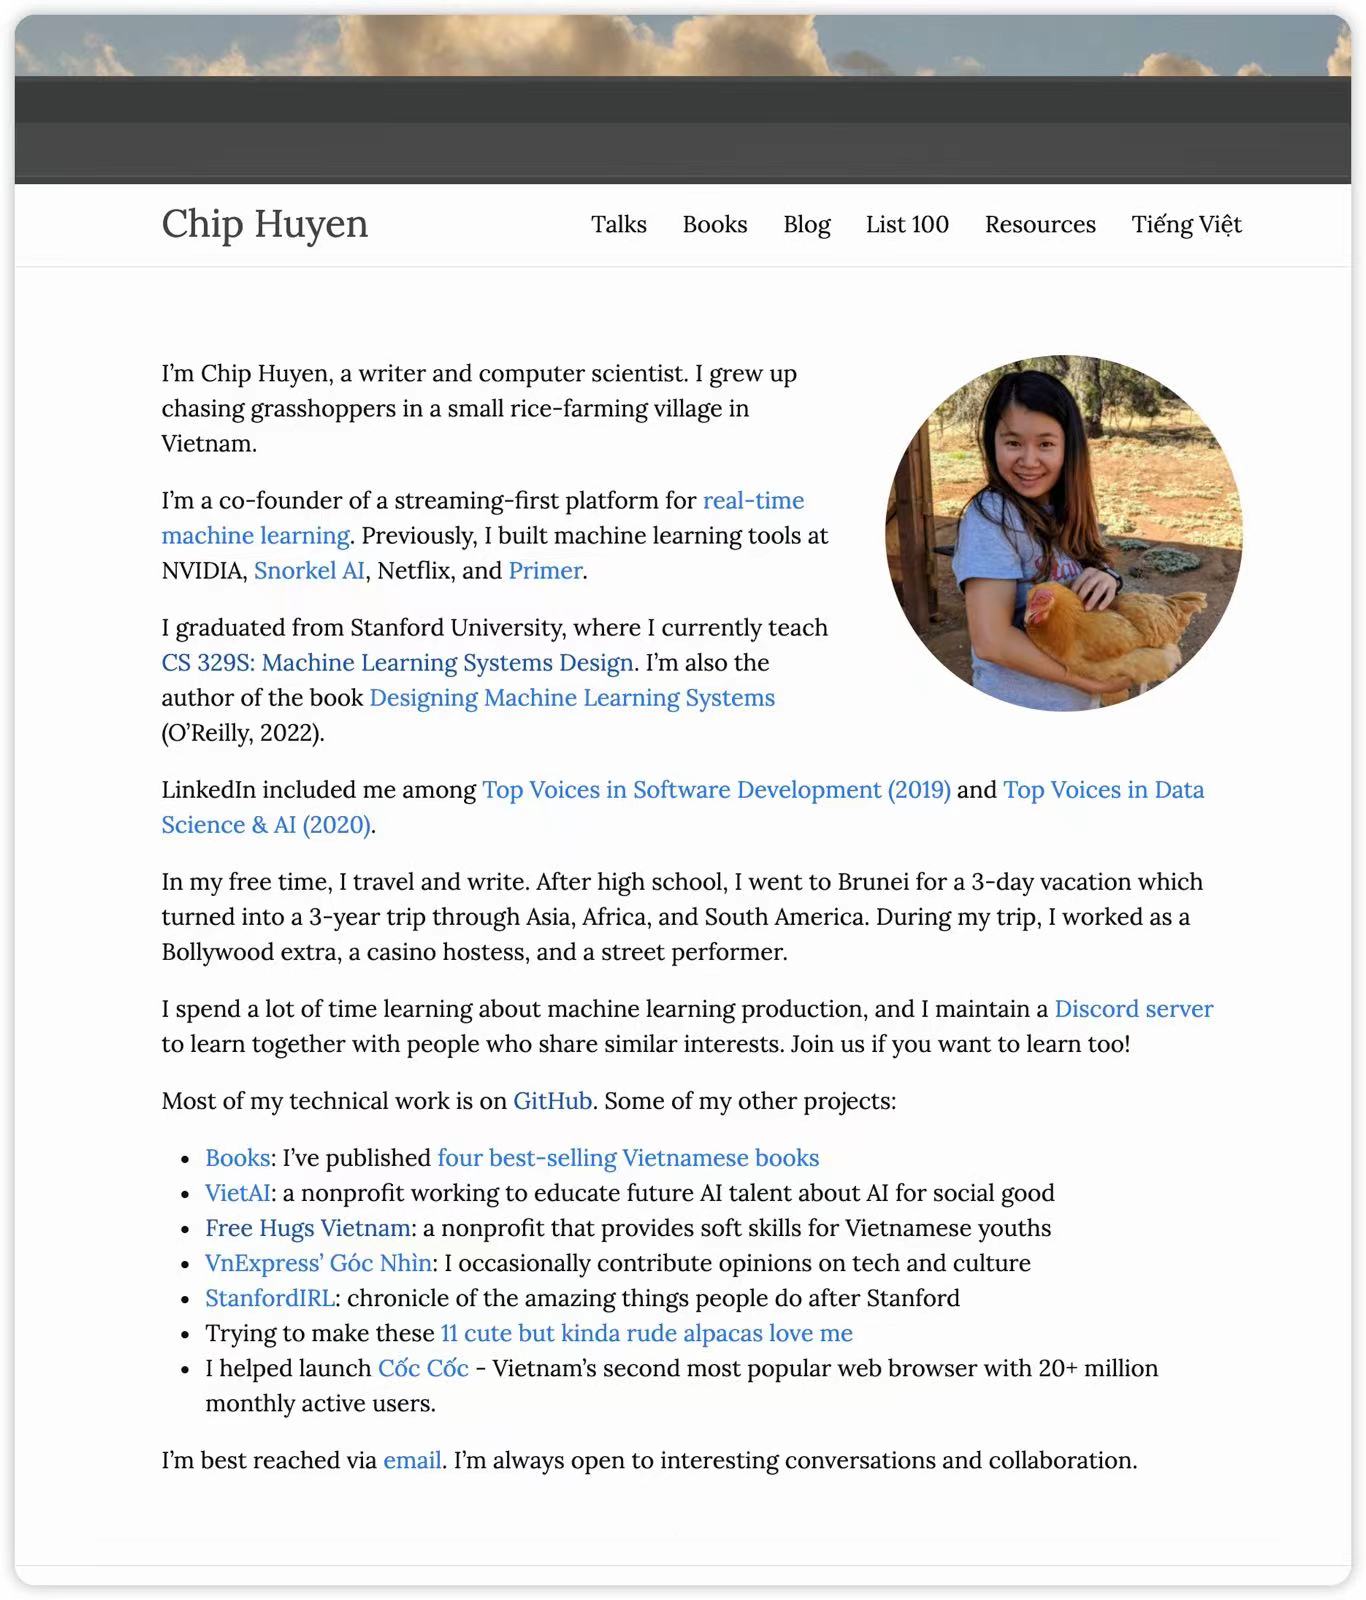 Chip Huyen
Talks Books Blog List 100 Resources Tiếng Việt
I’m Chip Huyen, a writer and computer scientist. I grew up
chasing grasshoppers in a small rice-farming village in
Vietnam.
I’m a co-founder of a streaming-first platform for real-time
machine learning. Previously, I built machine learning tools at
NVIDIA, Snorkel AI, Netflix, and Primer.
I graduated from Stanford University, where I currently teach
CS 329S: Machine Learning Systems Design. I’m also the
author of the book Designing Machine Learning Systems
(O’Reilly, 2022).
LinkedIn included me among Top Voices in Software Development (2019) and Top Voices in Data
Science & AI (2020).
In my free time, I travel and write. After high school, I went to Brunei for a 3-day vacation which
turned into a 3-year trip through Asia, Africa, and South America. During my trip, I worked as a
Bollywood extra, a casino hostess, and a street performer.
I spend a lot of time learning about machine learning production, and I maintain a Discord server
to learn together with people who share similar interests. Join us if you want to learn too!
Most of my technical work is on GitHub. Some of my other projects:
• Books: I’ve published four best-selling Vietnamese books
• VietAI: a nonprofit working to educate future AI talent about AI for social good
• Free Hugs Vietnam: a nonprofit that provides soft skills for Vietnamese youths
• VnExpress’ Góc Nhìn: I occasionally contribute opinions on tech and culture
• StanfordIRL: chronicle of the amazing things people do after Stanford
• Trying to make these 11 cute but kinda rude alpacas love me
• I helped launch Cốc Cốc - Vietnam’s second most popular web browser with 20+ million
monthly active users.
I’m best reached via email. I’m always open to interesting conversations and collaboration.